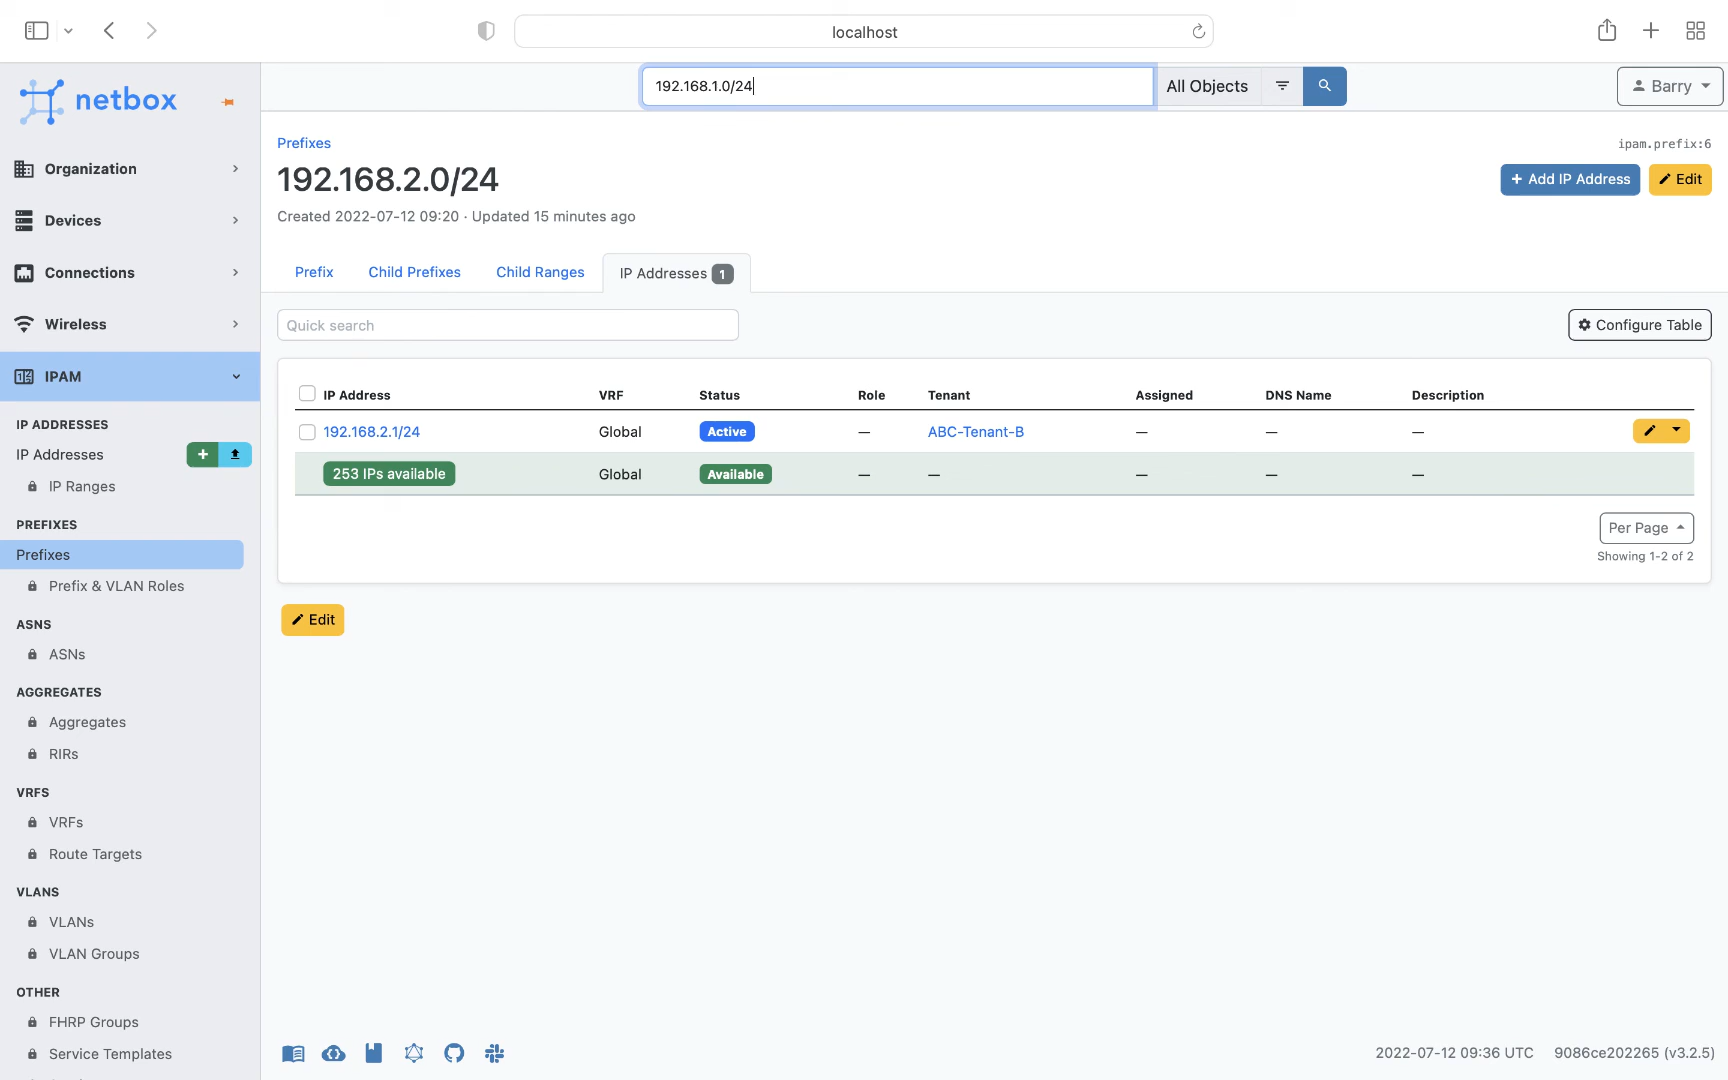 localhost
netbox
192.168.1.0/24
All Objects
Barry
Organization
Devices
Connections
Wireless
IPAM
IP ADDRESSES
IP Addresses
IP Ranges
PREFIXES
Prefixes
Prefix & VLAN Roles
ASNS
ASNs
AGGREGATES
Aggregates
RIRs
VRFS
VRFs
Route Targets
VLANS
VLANs
VLAN Groups
OTHER
FHRP Groups
Service Templates
Prefixes
ipam.prefix:6
192.168.2.0/24
+ Add IP Address
Edit
Created 2022-07-12 09:20 · Updated 15 minutes ago
Prefix Child Prefixes Child Ranges IP Addresses 1
Quick search
Configure Table
IP Address VRF Status Role Tenant Assigned DNS Name Description
192.168.2.1/24 Global Active — ABC-Tenant-B — — —
253 IPs available Global Available — — — — —
Per Page
Showing 1-2 of 2
Edit
2022-07-12 09:36 UTC 9086ce202265 (v3.2.5)